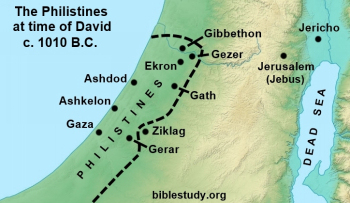 The Philistines
at time of David
c. 1010 B.C.
Gibbethon
Jericho
Gezer
Ekron
Jerusalem
(Jebus)
Ashdod
Gath
Ashkelon
PHILISTINES
DEAD SEA
Gaza
Ziklag
Gerar
biblestudy.org